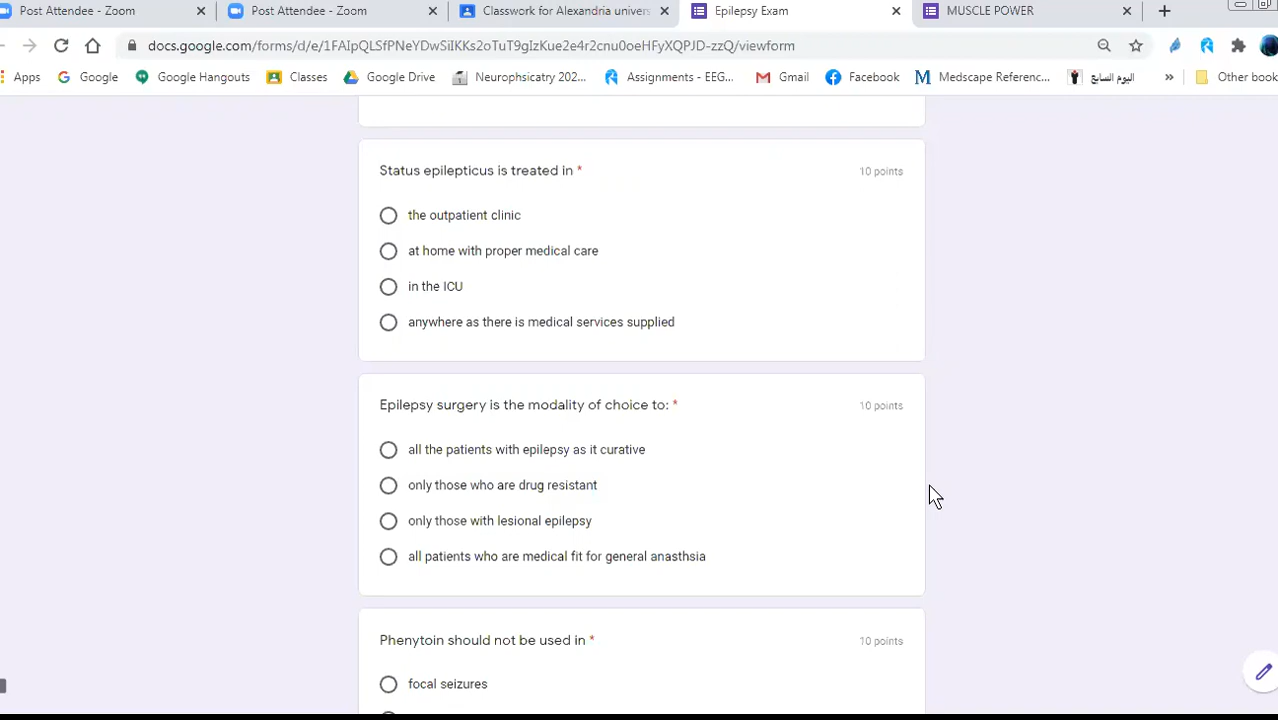 Post Attendee - Zoom
Post Attendee - Zoom
Classwork for Alexandria univers
Epilepsy Exam
MUSCLE POWER
docs.google.com/forms/d/e/1FAIpQLSfPNeYDwSiIKKs2oTuT9gIzKue2e4r2cnu0oeHFyXQPJD-zzQ/viewform
Apps
Google
Google Hangouts
Classes
Google Drive
Neurophsicatry 202...
Assignments - EEG...
Gmail
Facebook
Medscape Referenc...
اليوم السابع
»
Other book
Status epilepticus is treated in *
10 points
the outpatient clinic
at home with proper medical care
in the ICU
anywhere as there is medical services supplied
Epilepsy surgery is the modality of choice to: *
10 points
all the patients with epilepsy as it curative
only those who are drug resistant
only those with lesional epilepsy
all patients who are medical fit for general anasthsia
Phenytoin should not be used in *
10 points
focal seizures